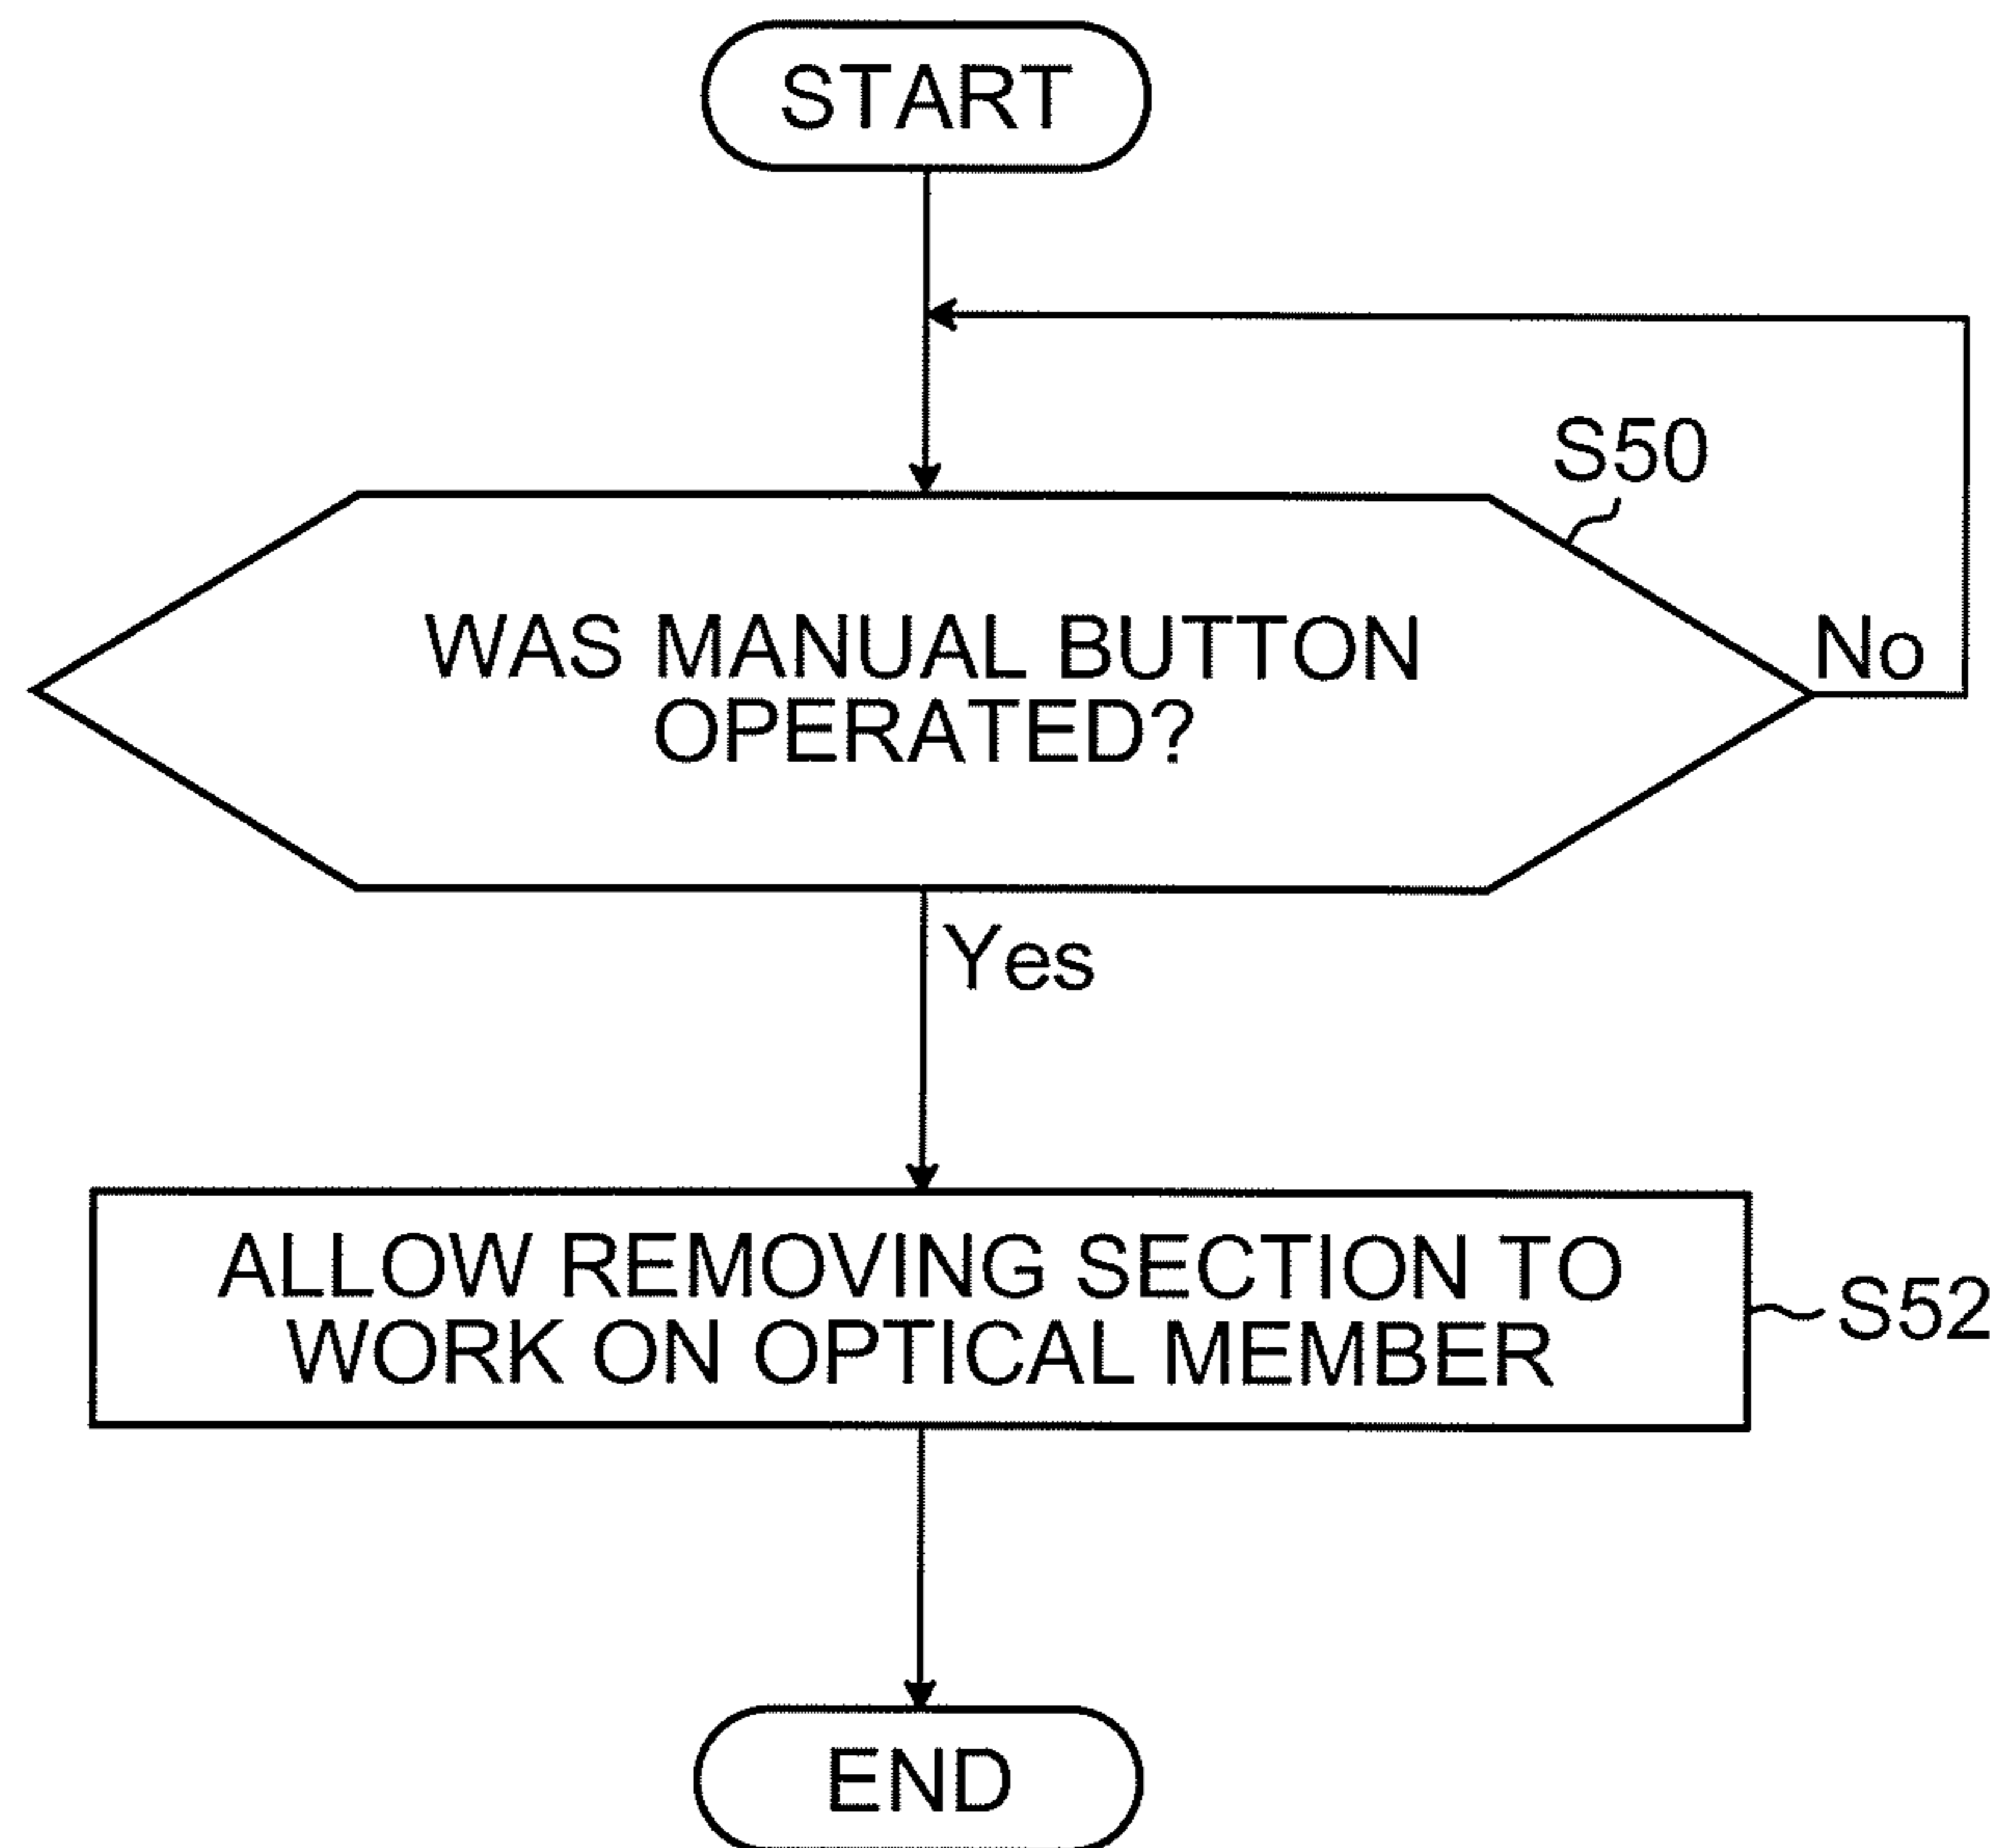 START
S50
WAS MANUAL BUTTON
OPERATED?
No
Yes
ALLOW REMOVING SECTION TO
WORK ON OPTICAL MEMBER
S52
END